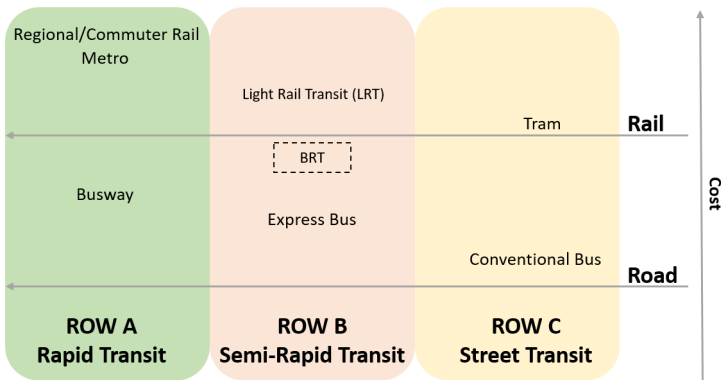 Regional/Commuter Rail
Metro
Light Rail Transit (LRT)
Tram
Rail
BRT
Busway
Express Bus
Conventional Bus
Road
Cost
ROW A
Rapid Transit
ROW B
Semi-Rapid Transit
ROW C
Street Transit